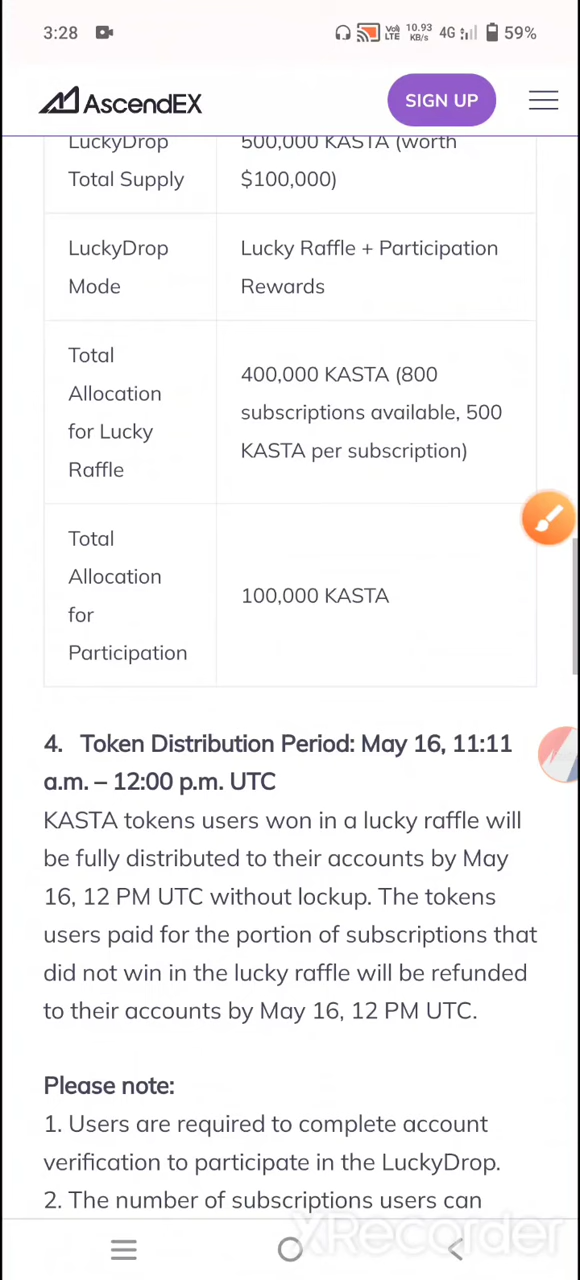 3:28 Vo) LTE 10.93 KB/s 4G 59%
AscendEX SIGN UP
LuckyDrop 500,000 KASTA (worth
Total Supply $100,000)
LuckyDrop Lucky Raffle + Participation
Mode Rewards
Total
Allocation 400,000 KASTA (800
for Lucky subscriptions available, 500
Raffle KASTA per subscription)
Total
Allocation
for 100,000 KASTA
Participation
4. Token Distribution Period: May 16, 11:11
a.m. – 12:00 p.m. UTC
KASTA tokens users won in a lucky raffle will
be fully distributed to their accounts by May
16, 12 PM UTC without lockup. The tokens
users paid for the portion of subscriptions that
did not win in the lucky raffle will be refunded
to their accounts by May 16, 12 PM UTC.
Please note:
1. Users are required to complete account
verification to participate in the LuckyDrop.
2. The number of subscriptions users can
XRecorder